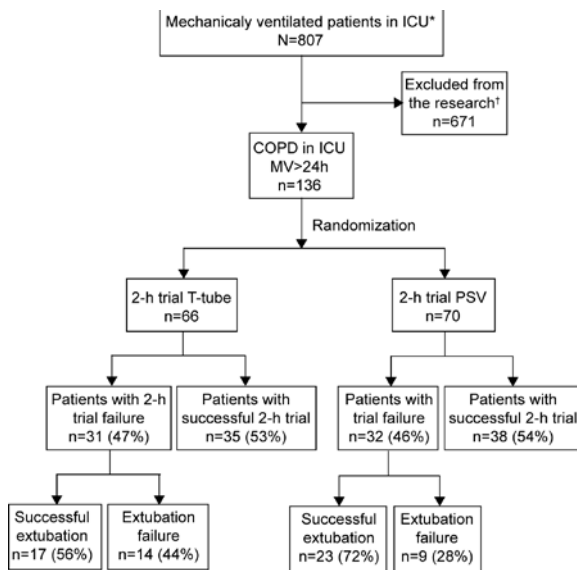 Mechanicaly ventilated patients in ICU*
N=807
Excluded from
the research†
n=671
COPD in ICU
MV>24h
n=136
Randomization
2-h trial T-tube
n=66
2-h trial PSV
n=70
Patients with 2-h
trial failure
n=31 (47%)
Patients with
successful 2-h trial
n=35 (53%)
Patients with
trial failure
n=32 (46%)
Patients with
successful 2-h trial
n=38 (54%)
Successful
extubation
n=17 (56%)
Extubation
failure
n=14 (44%)
Successful
extubation
n=23 (72%)
Extubation
failure
n=9 (28%)